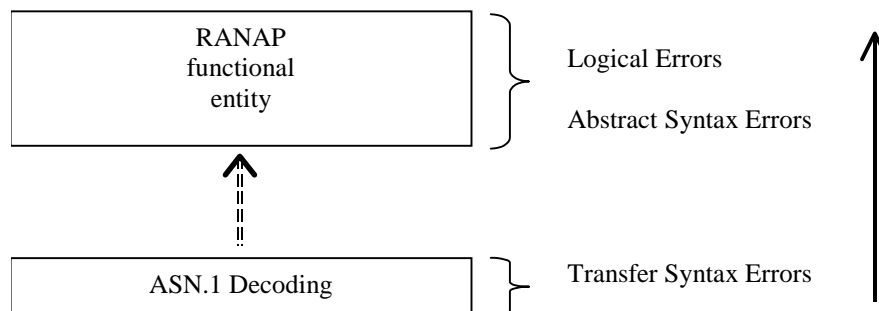 RANAP
functional
entity
Logical Errors
Abstract Syntax Errors
ASN.1 Decoding
Transfer Syntax Errors